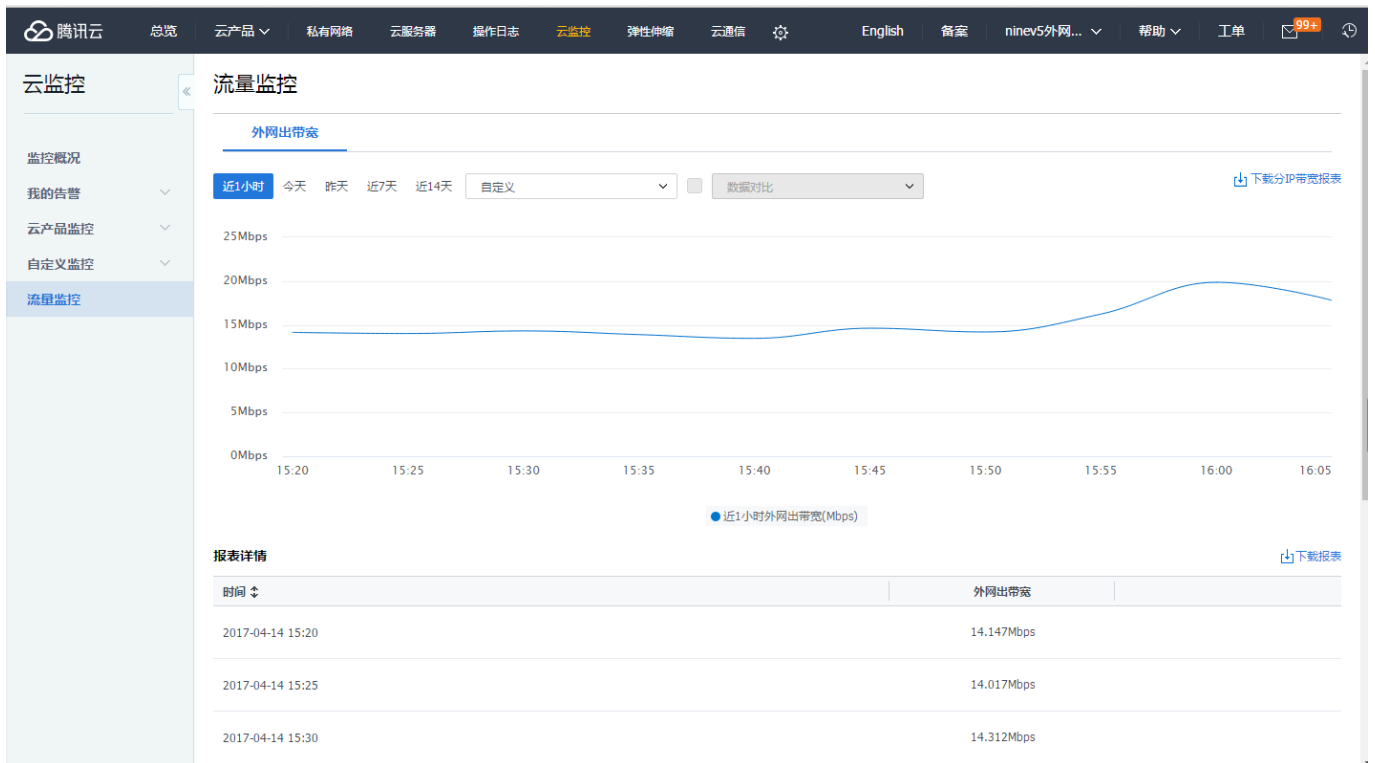 腾讯云 总览 云产品 私有网络 云服务器 操作日志 云监控 弹性伸缩 云通信 English 备案 ninev5外网... 帮助 工单 99+
云监控
监控概况
我的告警
云产品监控
自定义监控
流量监控
流量监控
外网出带宽
近1小时 今天 昨天 近7天 近14天 自定义 数据对比 下载分IP带宽报表
25Mbps
20Mbps
15Mbps
10Mbps
5Mbps
0Mbps
15:20 15:25 15:30 15:35 15:40 15:45 15:50 15:55 16:00 16:05
近1小时外网出带宽(Mbps)
报表详情 下载报表
时间 外网出带宽
2017-04-14 15:20 14.147Mbps
2017-04-14 15:25 14.017Mbps
2017-04-14 15:30 14.312Mbps